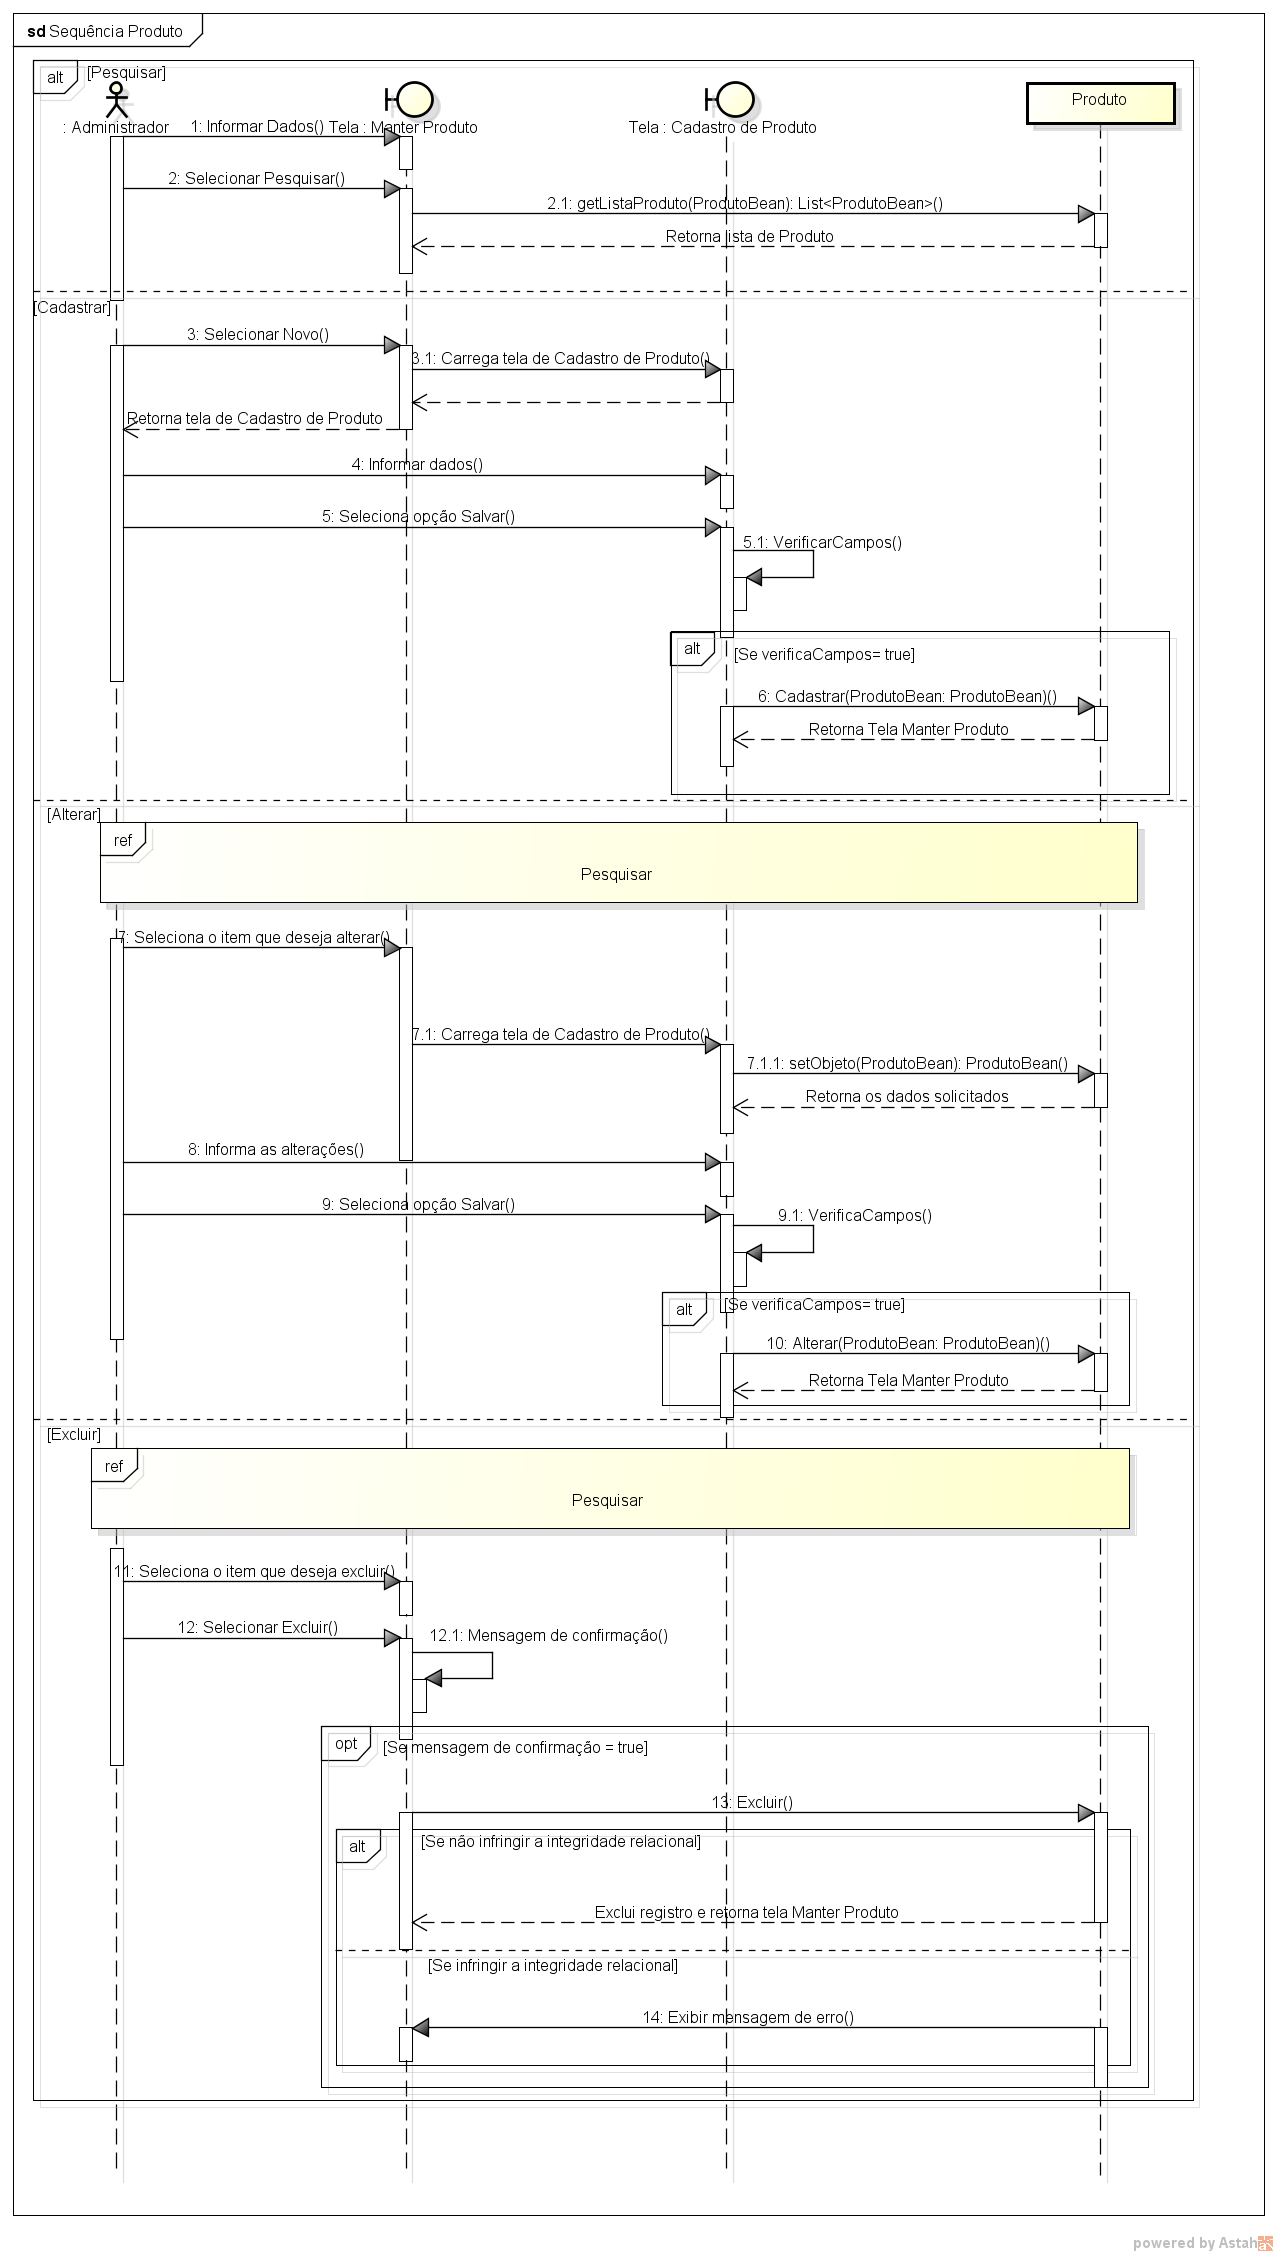 sd Sequência Produto
alt
[Pesquisar]
: Administrador
1: Informar Dados()
Tela : Manter Produto
Tela : Cadastro de Produto
Produto
2: Selecionar Pesquisar()
2.1: getListaProduto(ProdutoBean): List<ProdutoBean>()
Retorna lista de Produto
[Cadastrar]
3: Selecionar Novo()
3.1: Carrega tela de Cadastro de Produto()
Retorna tela de Cadastro de Produto
4: Informar dados()
5: Seleciona opção Salvar()
5.1: VerificarCampos()
alt
[Se verificaCampos= true]
6: Cadastrar(ProdutoBean: ProdutoBean)()
Retorna Tela Manter Produto
[Alterar]
ref
Pesquisar
7: Seleciona o item que deseja alterar()
7.1: Carrega tela de Cadastro de Produto()
7.1.1: setObjeto(ProdutoBean): ProdutoBean()
Retorna os dados solicitados
8: Informa as alterações()
9: Seleciona opção Salvar()
9.1: VerificaCampos()
alt
[Se verificaCampos= true]
10: Alterar(ProdutoBean: ProdutoBean)()
Retorna Tela Manter Produto
[Excluir]
ref
Pesquisar
11: Seleciona o item que deseja excluir()
12: Selecionar Excluir()
12.1: Mensagem de confirmação()
opt
[Se mensagem de confirmação = true]
13: Excluir()
alt
[Se não infringir a integridade relacional]
Exclui registro e retorna tela Manter Produto
[Se infringir a integridade relacional]
14: Exibir mensagem de erro()
powered by Astah